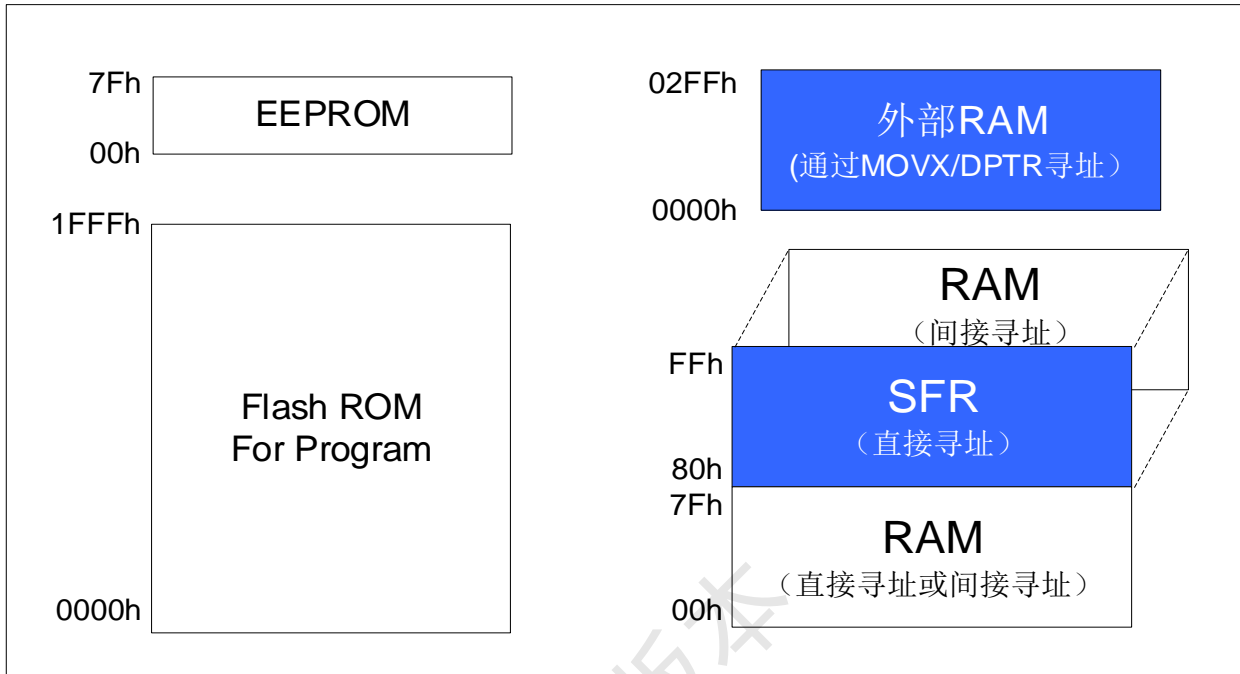 7Fh
EEPROM
00h
1FFFh
Flash ROM
For Program
0000h
02FFh
外部RAM
(通过MOVX/DPTR寻址）
0000h
RAM
（间接寻址）
FFh
SFR
（直接寻址）
80h
7Fh
RAM
（直接寻址或间接寻址）
00h
版本